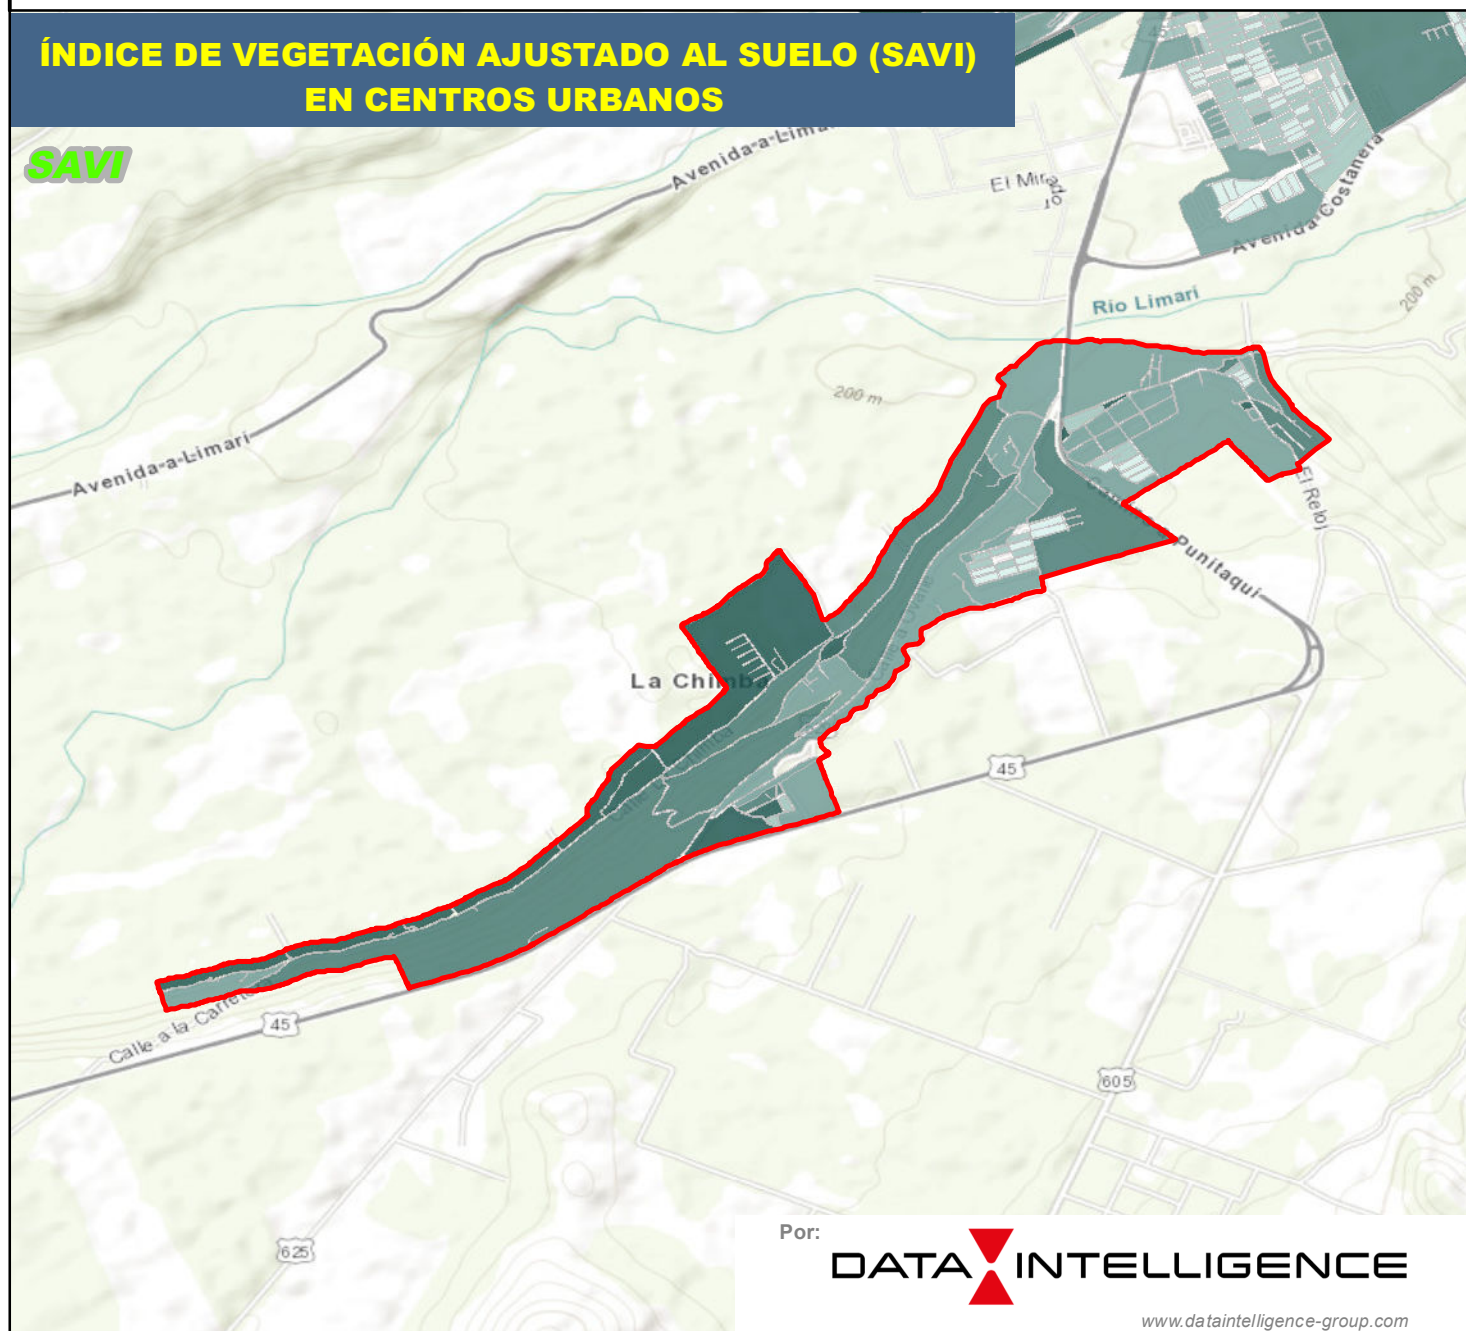 ÍNDICE DE VEGETACIÓN AJUSTADO AL SUELO (SAVI)
EN CENTROS URBANOS
SAVI
45
Avenida-a-Limarí
El Mirador
Avenida Costanera
Río Limarí
200 m
200 m
Avenida-a-Limarí
El Reloj
Punitaqui
La Chimba
45
Calle a la Carretera
45
605
625
Por:
DATA INTELLIGENCE
www.dataintelligence-group.com